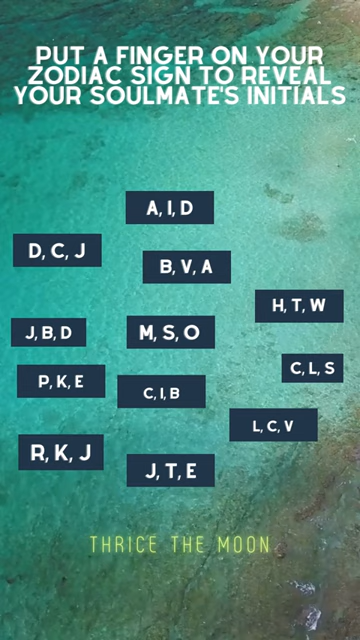 PUT A FINGER ON YOUR
ZODIAC SIGN TO REVEAL
YOUR SOULMATE'S INITIALS
A, I, D
D, C, J
B, V, A
H, T, W
J, B, D
M, S, O
C, L, S
P, K, E
C, I, B
L, C, V
R, K, J
J, T, E
THRICE THE MOON